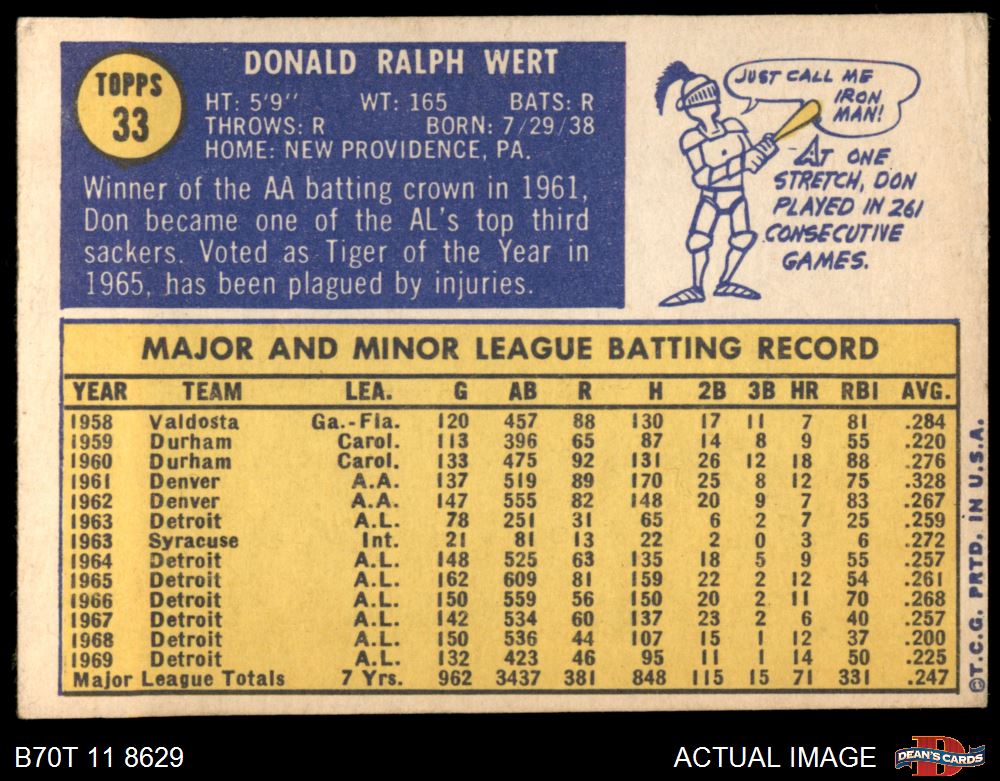 TOPPS
33
DONALD RALPH WERT
HT: 5'9" WT: 165 BATS: R
THROWS: R BORN: 7/29/38
HOME: NEW PROVIDENCE, PA.
Winner of the AA batting crown in 1961,
Don became one of the AL's top third
sackers. Voted as Tiger of the Year in
1965, has been plagued by injuries.
JUST CALL ME
IRON
MAN!
AT ONE
STRETCH, DON
PLAYED IN 261
CONSECUTIVE
GAMES.
MAJOR AND MINOR LEAGUE BATTING RECORD
YEAR TEAM LEA. G AB R H 2B 3B HR RBI AVG.
1958 Valdosta Ga.-Fla. 120 457 88 130 17 11 7 81 .284
1959 Durham Carol. 113 396 65 87 14 8 9 55 .220
1960 Durham Carol. 133 475 92 131 26 12 18 88 .276
1961 Denver A.A. 137 519 89 170 25 8 12 75 .328
1962 Denver A.A. 147 555 82 148 20 9 7 83 .267
1963 Detroit A.L. 78 251 31 65 6 2 7 25 .259
1963 Syracuse Int. 21 81 13 22 2 0 3 6 .272
1964 Detroit A.L. 148 525 63 135 18 5 9 55 .257
1965 Detroit A.L. 162 609 81 159 22 2 12 54 .261
1966 Detroit A.L. 150 559 56 150 20 2 11 70 .268
1967 Detroit A.L. 142 534 60 137 23 2 6 40 .257
1968 Detroit A.L. 150 536 44 107 15 1 12 37 .200
1969 Detroit A.L. 132 423 46 95 11 1 14 50 .225
Major League Totals 7 Yrs. 962 3437 381 848 115 15 71 331 .247
©T.C.G. PRTD. IN U.S.A.
B70T 11 8629
ACTUAL IMAGE
DEAN'S CARDS